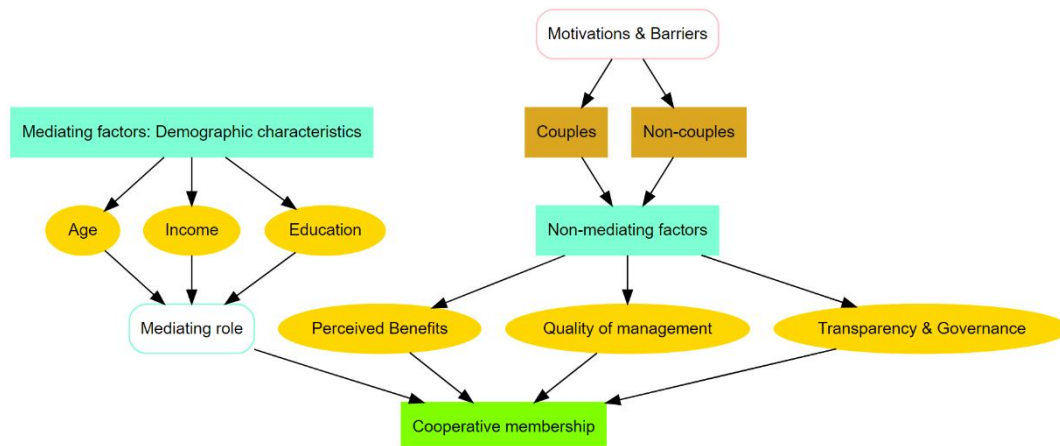 Motivations & Barriers
Mediating factors: Demographic characteristics
Couples
Non-couples
Age
Income
Education
Non-mediating factors
Mediating role
Perceived Benefits
Quality of management
Transparency & Governance
Cooperative membership